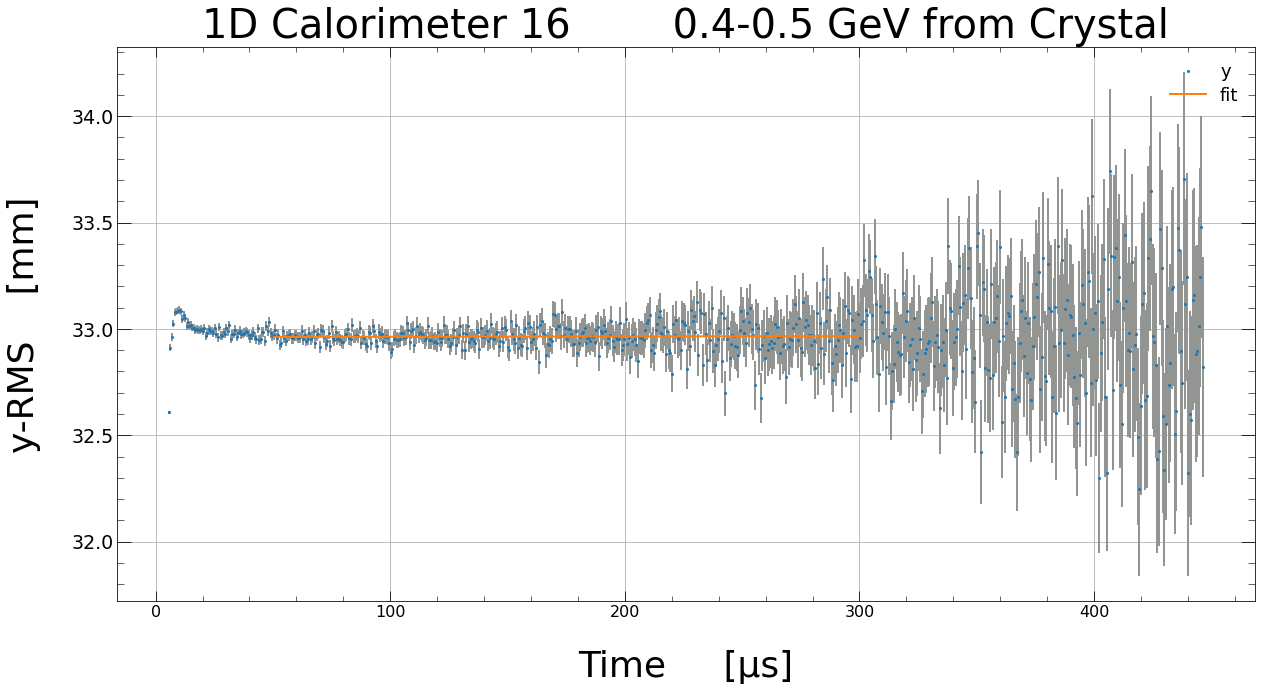 1D Calorimeter 16 0.4-0.5 GeV from Crystal
y
fit
34.0
33.5
33.0
32.5
32.0
y-RMS [mm]
0 100 200 300 400
Time [μs]